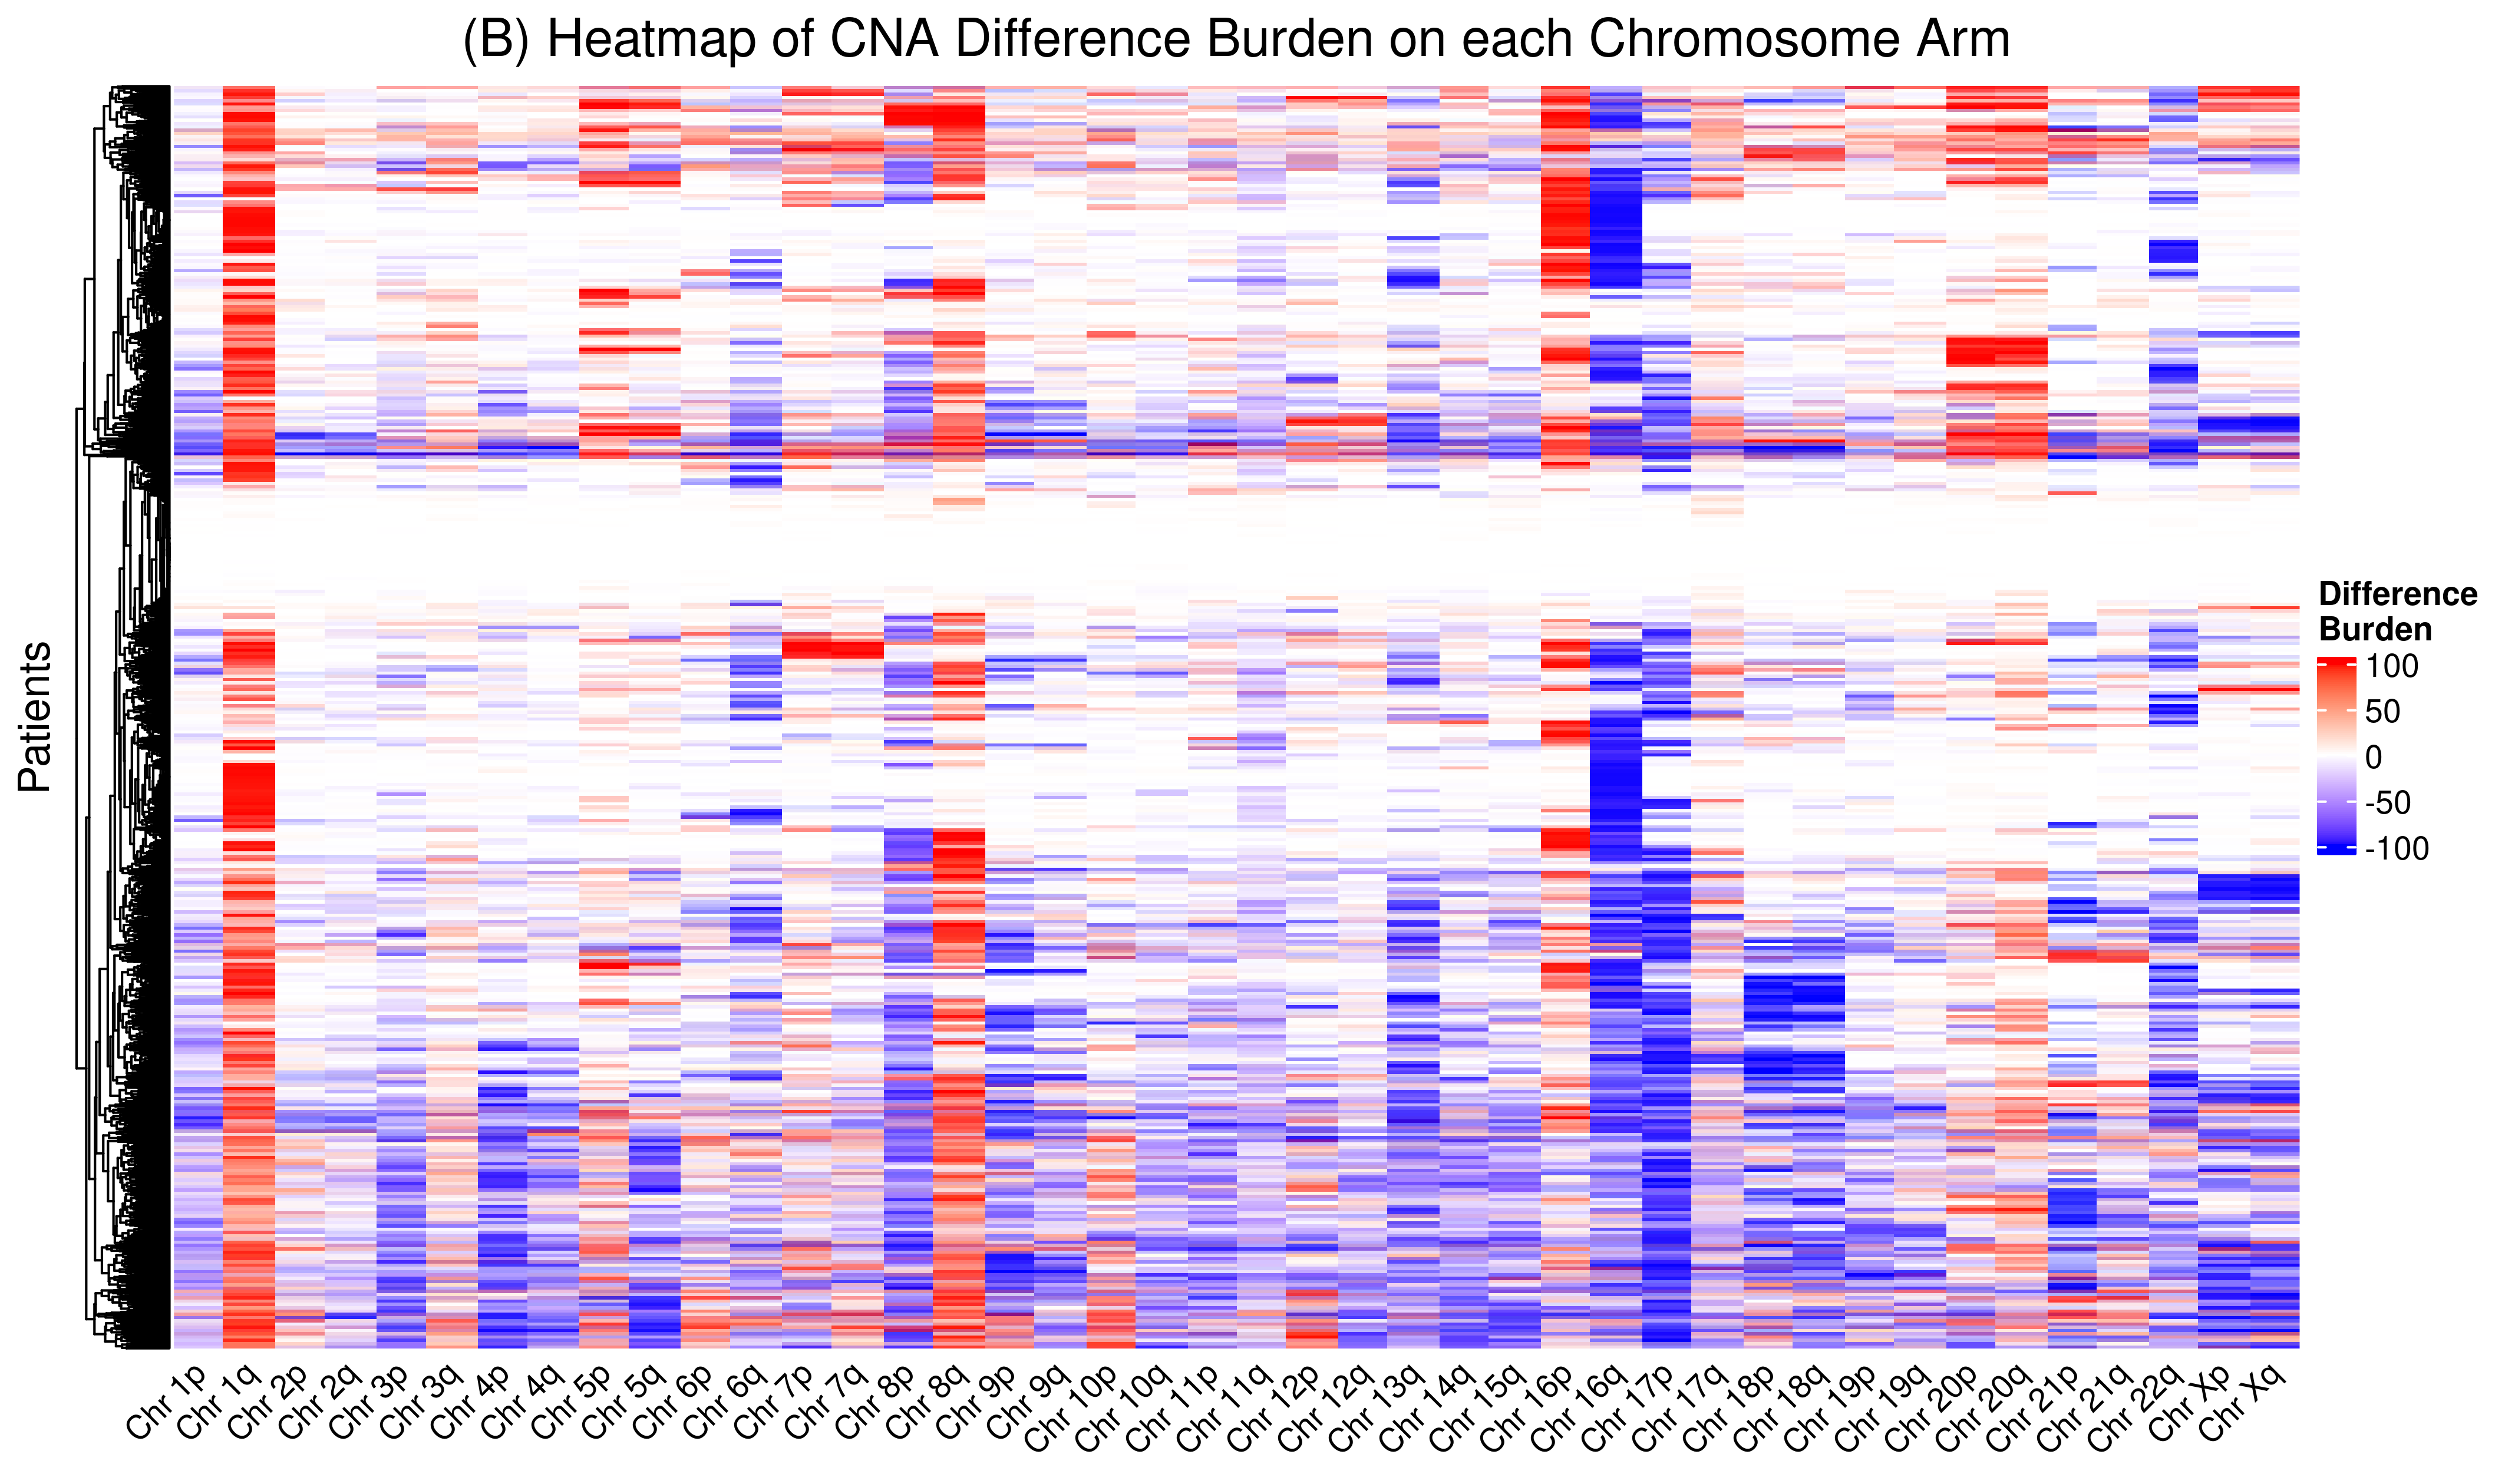 (B) Heatmap of CNA Difference Burden on each Chromosome Arm
Patients
Difference
Burden
100
50
0
-50
-100
Chr 1p
Chr 1q
Chr 2p
Chr 2q
Chr 3p
Chr 3q
Chr 4p
Chr 4q
Chr 5p
Chr 5q
Chr 6p
Chr 6q
Chr 7p
Chr 7q
Chr 8p
Chr 8q
Chr 9p
Chr 9q
Chr 10p
Chr 10q
Chr 11p
Chr 11q
Chr 12p
Chr 12q
Chr 13q
Chr 14q
Chr 15q
Chr 16p
Chr 16q
Chr 17p
Chr 17q
Chr 18p
Chr 18q
Chr 19p
Chr 19q
Chr 20p
Chr 20q
Chr 21p
Chr 21q
Chr 22q
Chr Xp
Chr Xq